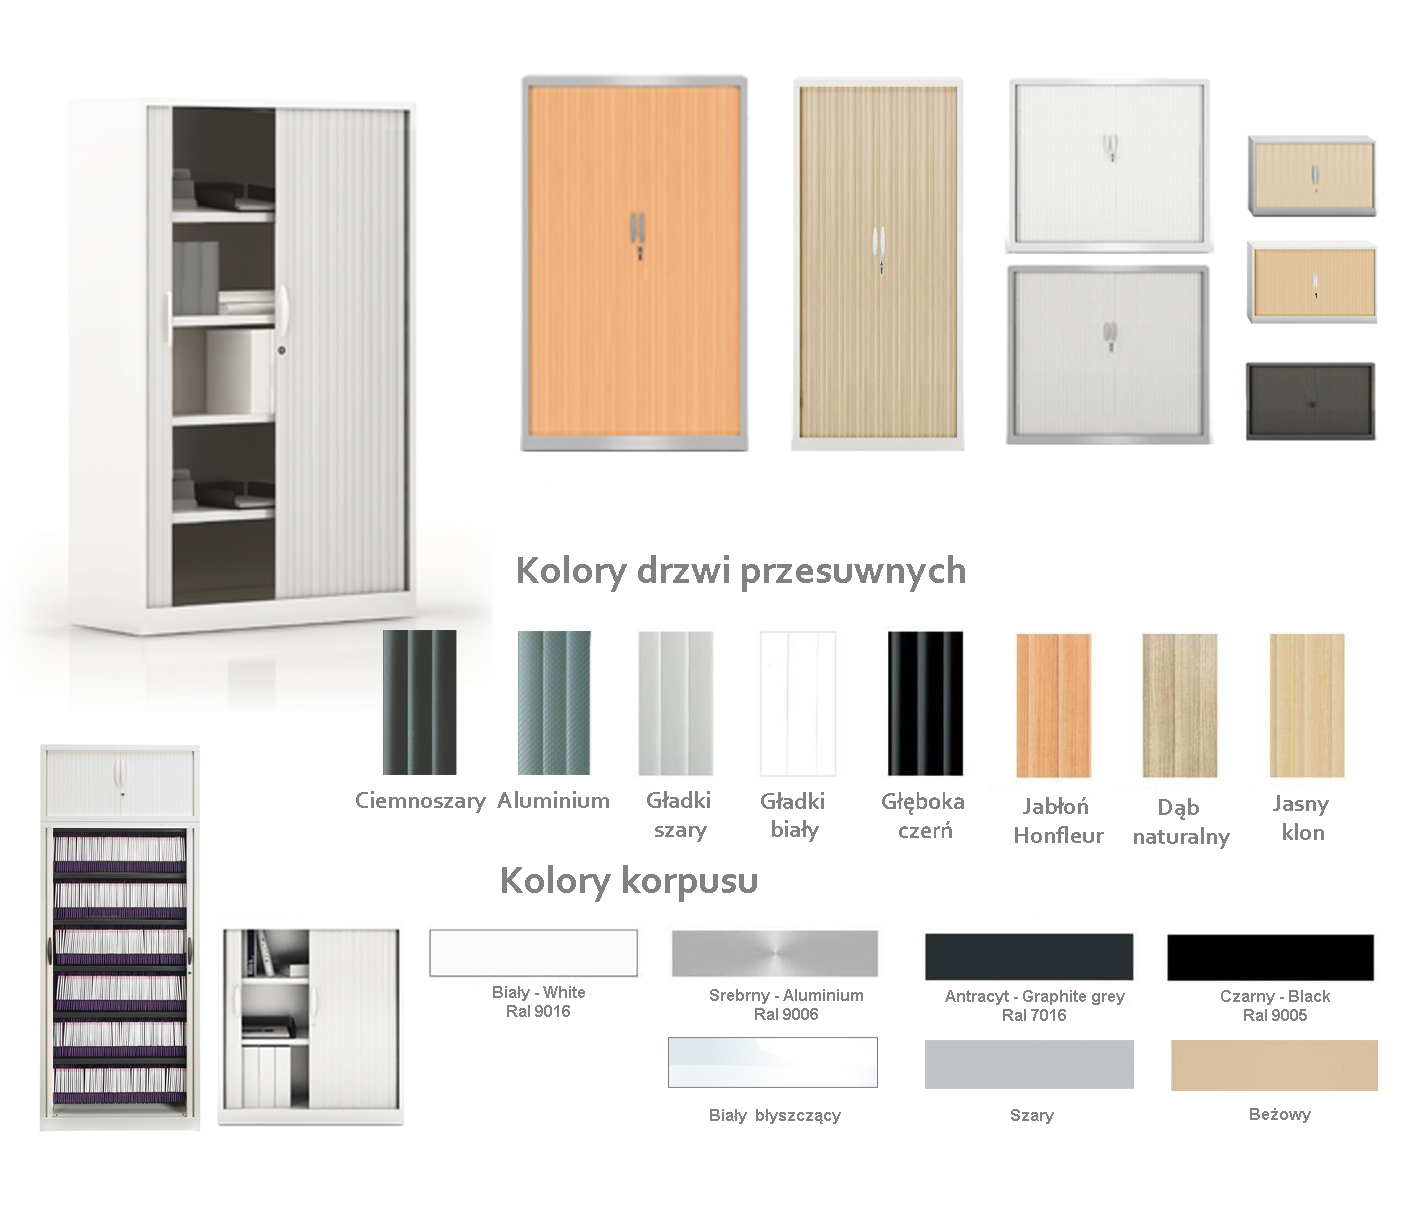 Kolory drzwi przesuwnych
Ciemnoszary
Aluminium
Gładki
szary
Gładki
biały
Głęboka
czerń
Jabłoń
Honfleur
Dąb
naturalny
Jasny
klon
Kolory korpusu
Biały - White
Ral 9016
Srebrny - Aluminium
Ral 9006
Antracyt - Graphite grey
Ral 7016
Czarny - Black
Ral 9005
Biały błyszczący
Szary
Beżowy